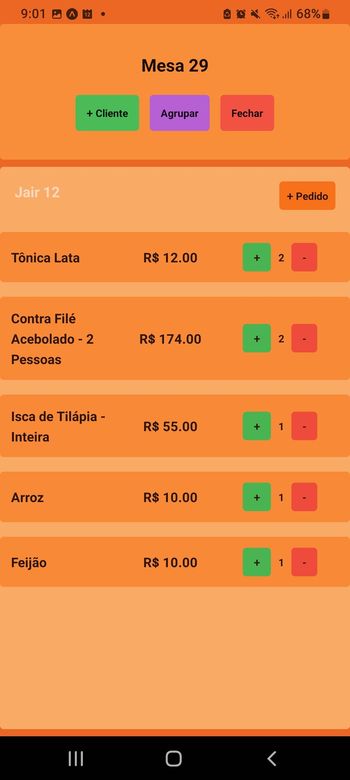 9:01 68%
Mesa 29
+ Cliente Agrupar Fechar
Jair 12
+ Pedido
Tônica Lata R$ 12.00 + 2 -
Contra Filé
Acebolado - 2 R$ 174.00 + 2 -
Pessoas
Isca de Tilápia -
Inteira R$ 55.00 + 1 -
Arroz R$ 10.00 + 1 -
Feijão R$ 10.00 + 1 -